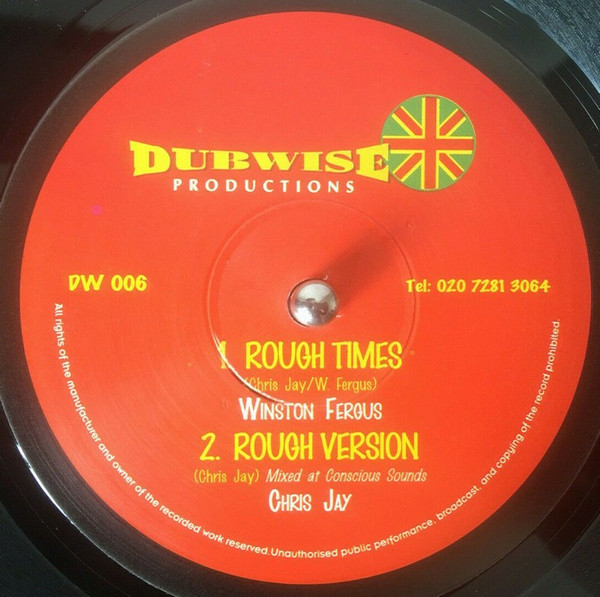 DUBWISE
PRODUCTIONS
DW 006
Tel: 020 7281 3064
1. ROUGH TIMES
(Chris Jay/W. Fergus)
WINSTON FERGUS
2. ROUGH VERSION
(Chris Jay) Mixed at Conscious Sounds
CHRIS JAY
All rights of the manufacturer and owner of the recorded work reserved.Unauthorised public performance, broadcast, and copying of the record prohibited.